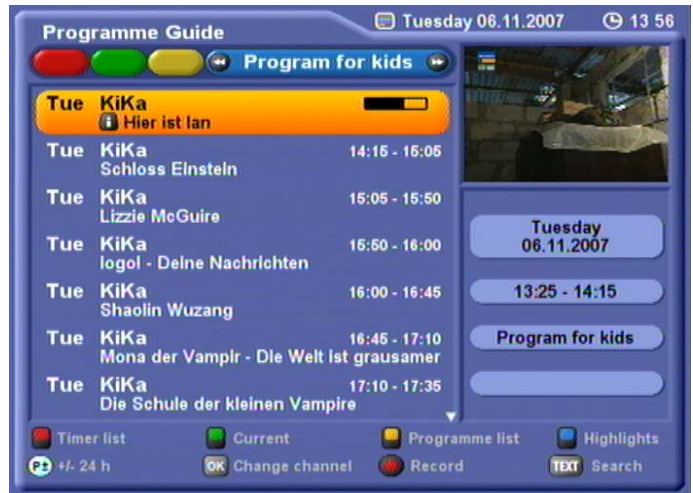 Programme Guide
Tuesday 06.11.2007
13 56
Program for kids
Tue KiKa
i Hier ist Ian
Tue KiKa 14:15 - 15:05
Schloss Einstein
Tue KiKa 15:05 - 15:50
Lizzie McGuire
Tue KiKa 15:50 - 16:00
logo! - Deine Nachrichten
Tue KiKa 16:00 - 16:45
Shaolin Wuzang
Tue KiKa 16:45 - 17:10
Mona der Vampir - Die Welt ist grausamer
Tue KiKa 17:10 - 17:35
Die Schule der kleinen Vampire
Tuesday
06.11.2007
13:25 - 14:15
Program for kids
Timer list
Current
Programme list
Highlights
P± +/- 24 h
OK Change channel
Record
TEXT Search